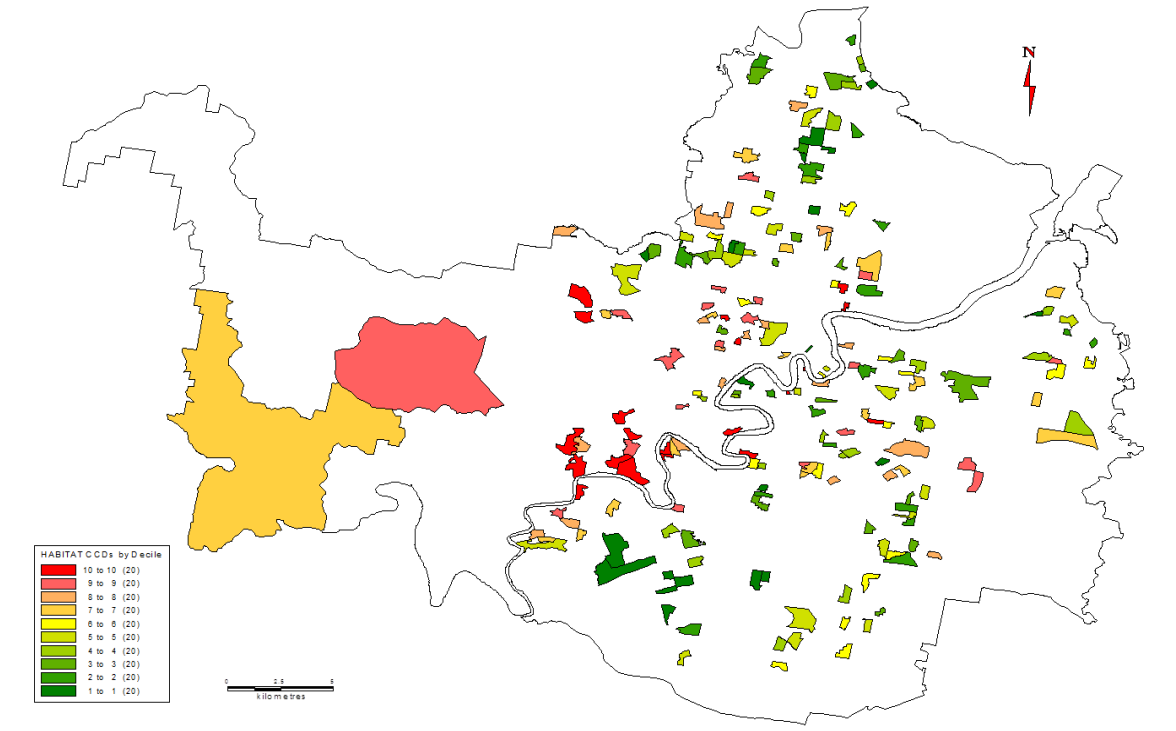 N
HABITAT CCDs by Decile
10 to 10 (20)
9 to 9 (20)
8 to 8 (20)
7 to 7 (20)
6 to 6 (20)
5 to 5 (20)
4 to 4 (20)
3 to 3 (20)
2 to 2 (20)
1 to 1 (20)
0 2.5 5
kilometres